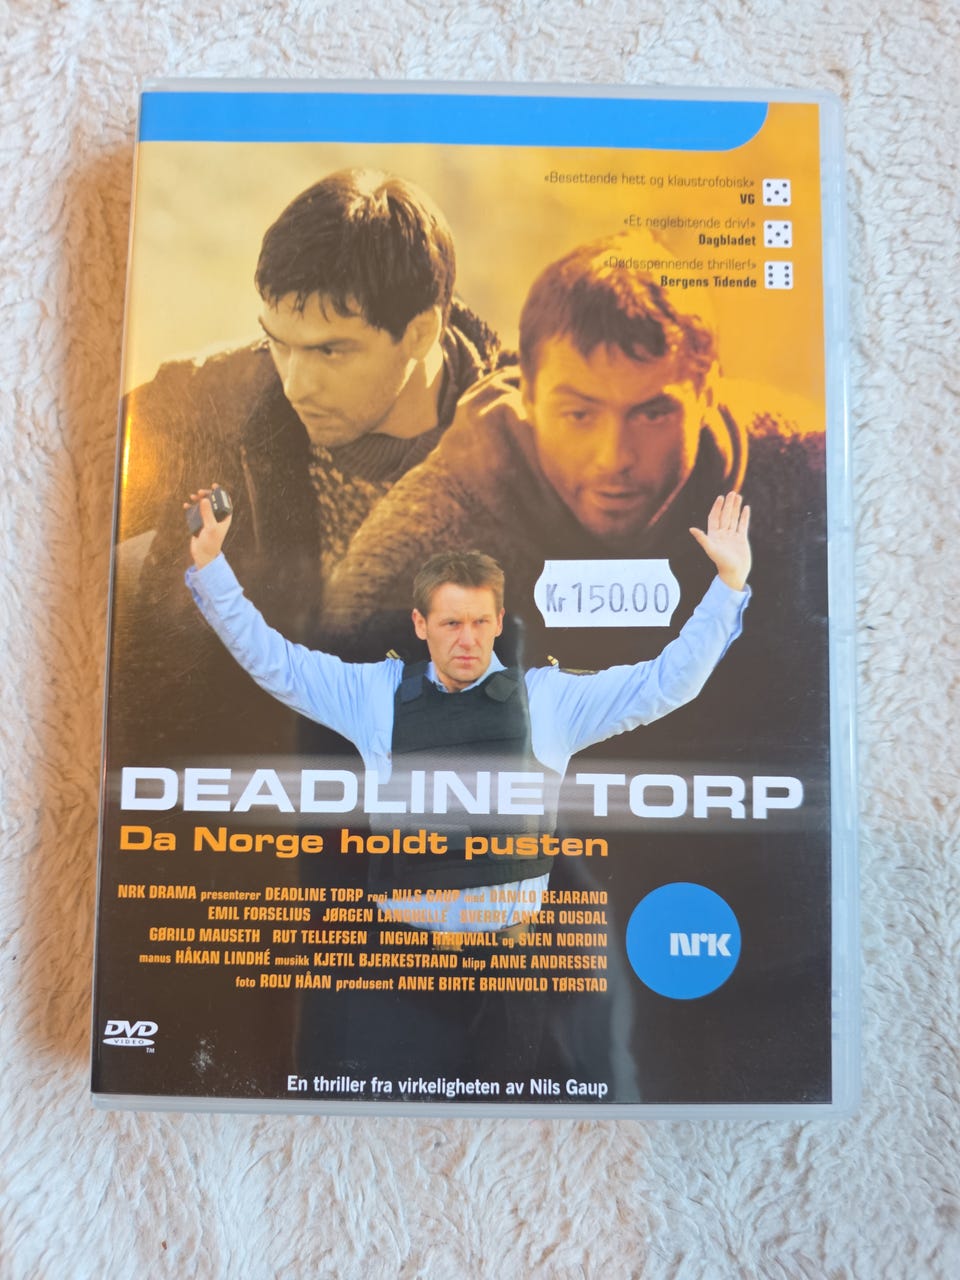 «Besettende hett og klaustrofobisk»
VG
«Et neglebitende driv!»
Dagbladet
«Dødsspennende thriller!»
Bergens Tidende
Kr 150.00
DEADLINE TORP
Da Norge holdt pusten
NRK DRAMA presenterer DEADLINE TORP regi NILS GAUP med DANILO BEJARANO
EMIL FORSELIUS JØRGEN LANGHELLE SVERRE ANKER OUSDAL
GØRILD MAUSETH RUT TELLEFSEN INGVAR HIRDWALL og SVEN NORDIN
manus HÅKAN LINDHÉ musikk KJETIL BJERKESTRAND klipp ANNE ANDRESSEN
foto ROLV HÅAN produsent ANNE BIRTE BRUNVOLD TØRSTAD
NRK
DVD
VIDEO
TM
En thriller fra virkeligheten av Nils Gaup